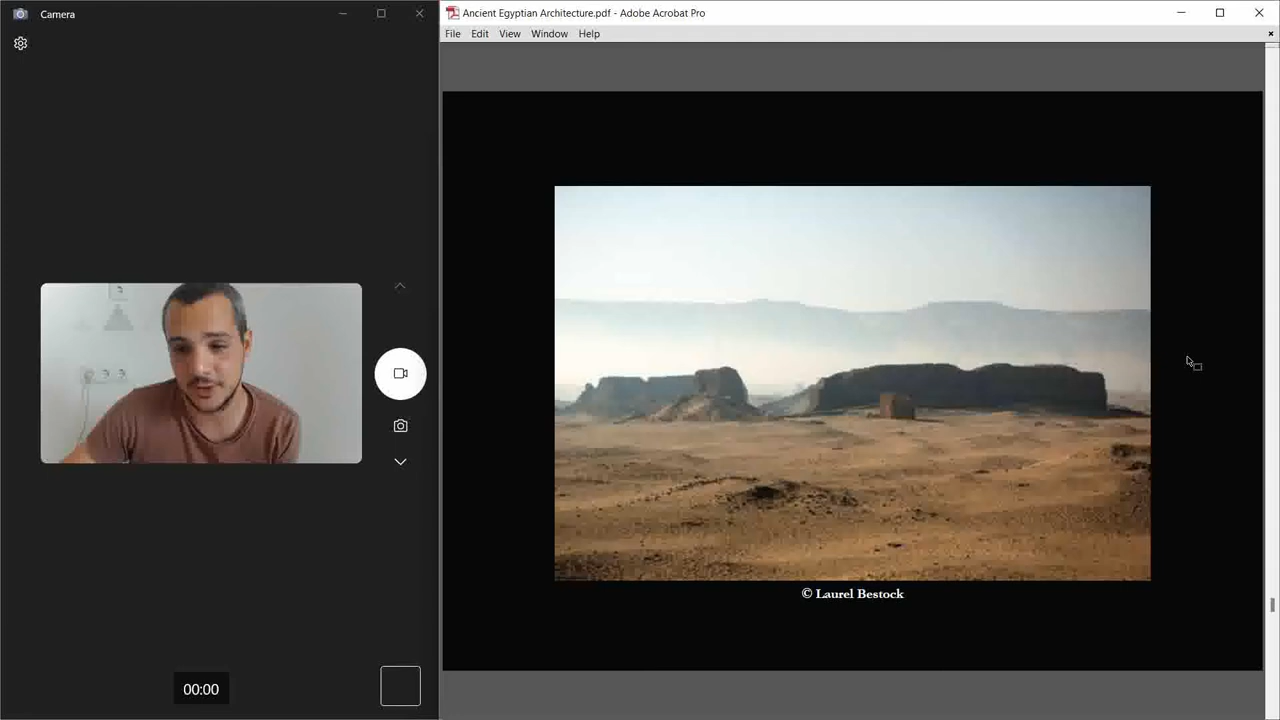 Camera
Ancient Egyptian Architecture.pdf - Adobe Acrobat Pro
File Edit View Window Help
© Laurel Bestock
00:00